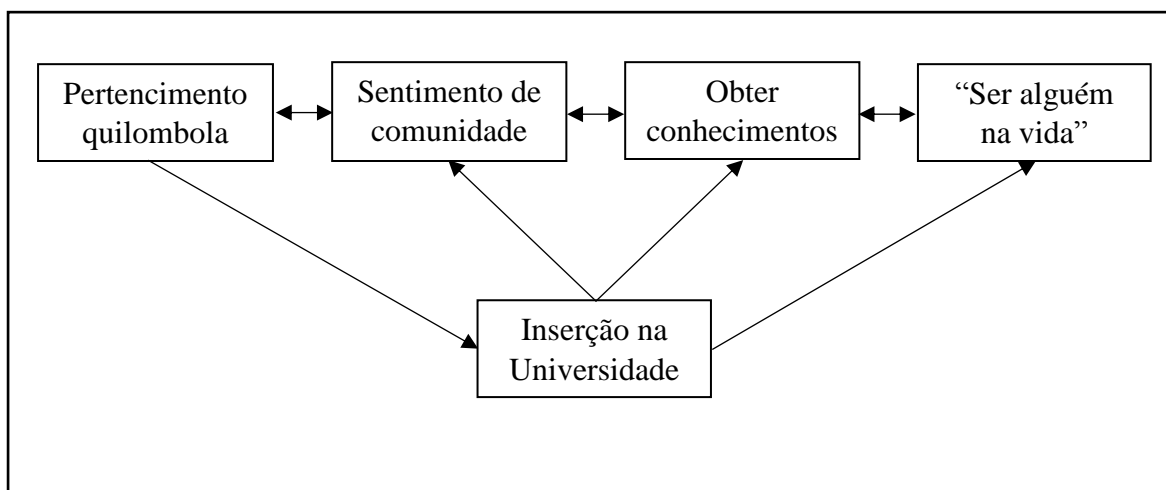 Pertencimento
quilombola
Sentimento de
comunidade
Obter
conhecimentos
“Ser alguém
na vida”
Inserção na
Universidade